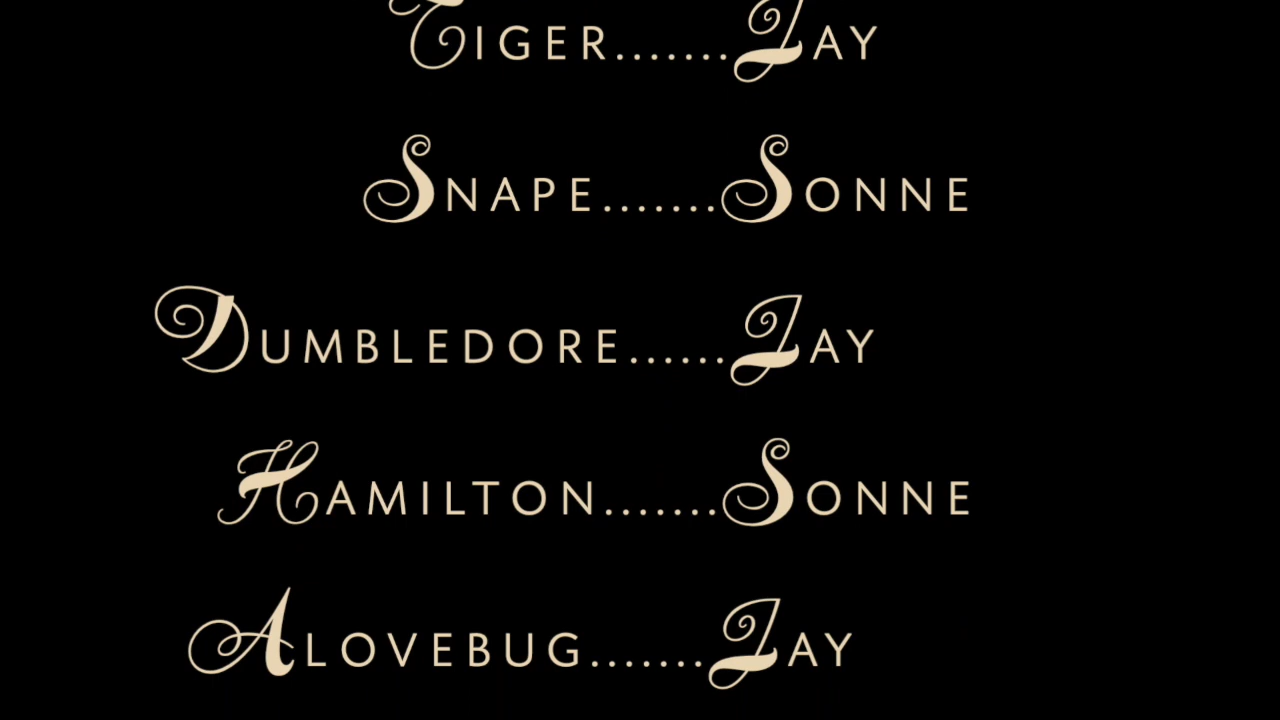 Tiger.......Jay
Snape.......Sonne
Dumbledore......Jay
Hamilton.......Sonne
Alovebug.......Jay